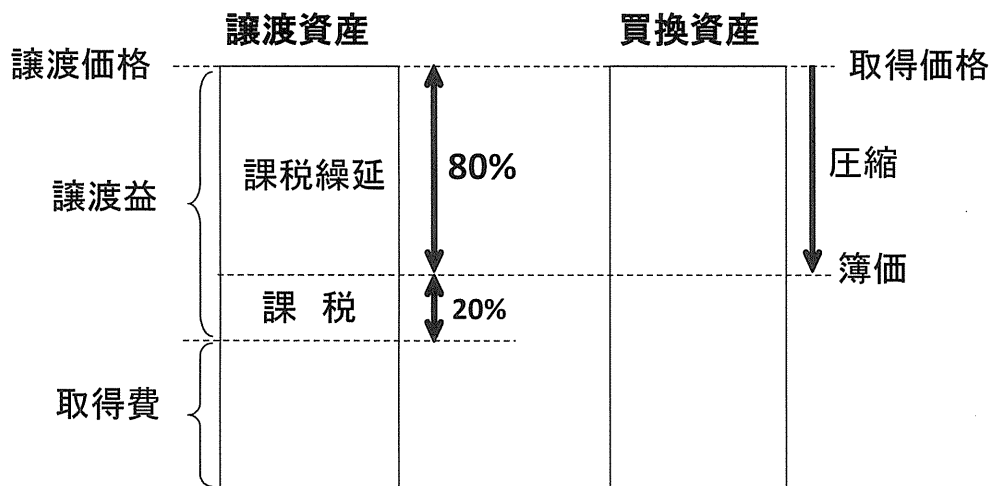 譲渡資産
買換資産
譲渡価格
取得価格
課税繰延
80%
圧縮
譲渡益
簿価
課 税
20%
取得費